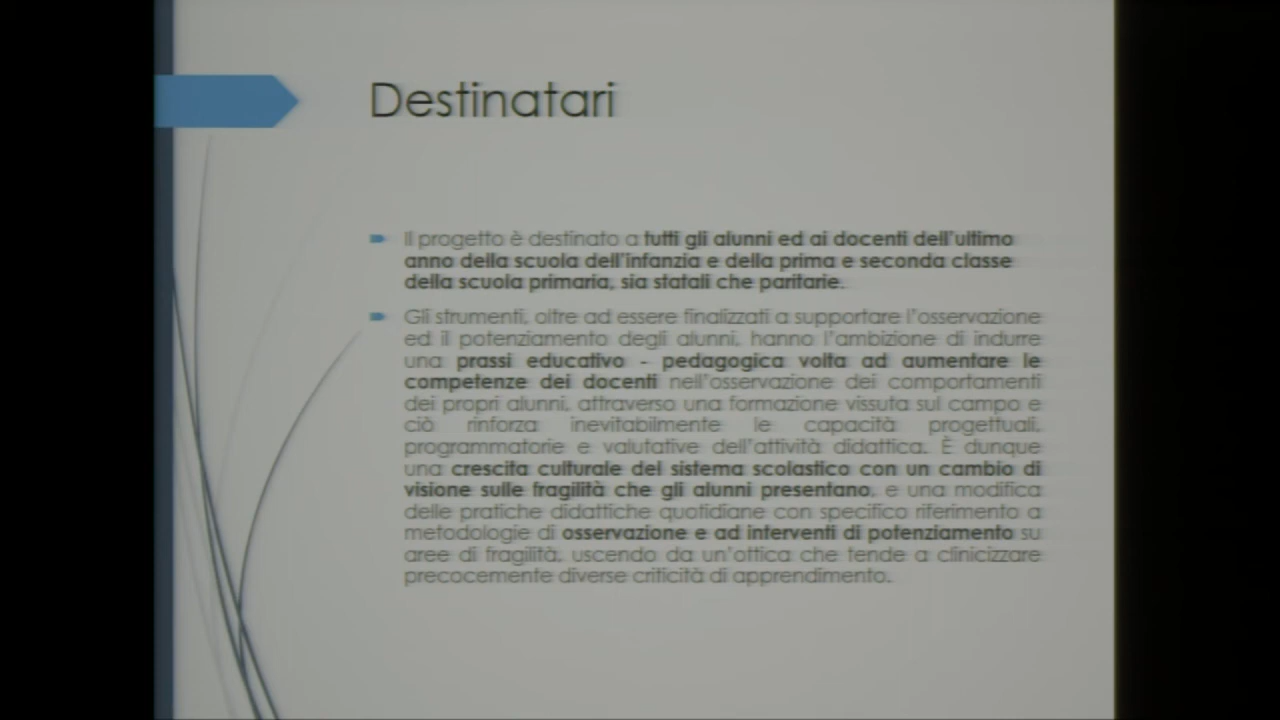 Destinatari
Il progetto è destinato a tutti gli alunni ed ai docenti dell'ultimo
anno della scuola dell'infanzia e della prima e seconda classe
della scuola primaria, sia statali che paritarie.
Gli strumenti, oltre ad essere finalizzati a supportare l'osservazione
ed il potenziamento degli alunni, hanno l'ambizione di indurre
una prassi educativo - pedagogica volta ad aumentare le
competenze dei docenti nell'osservazione dei comportamenti
dei propri alunni, attraverso una formazione vissuta sul campo e
ciò rinforza inevitabilmente le capacità progettuali,
programmatorie e valutative dell'attività didattica. È dunque
una crescita culturale del sistema scolastico con un cambio di
visione sulle fragilità che gli alunni presentano, e una modifica
delle pratiche didattiche quotidiane con specifico riferimento a
metodologie di osservazione e ad interventi di potenziamento su
aree di fragilità, uscendo da un'ottica che tende a clinicizzare
precocemente diverse criticità di apprendimento.